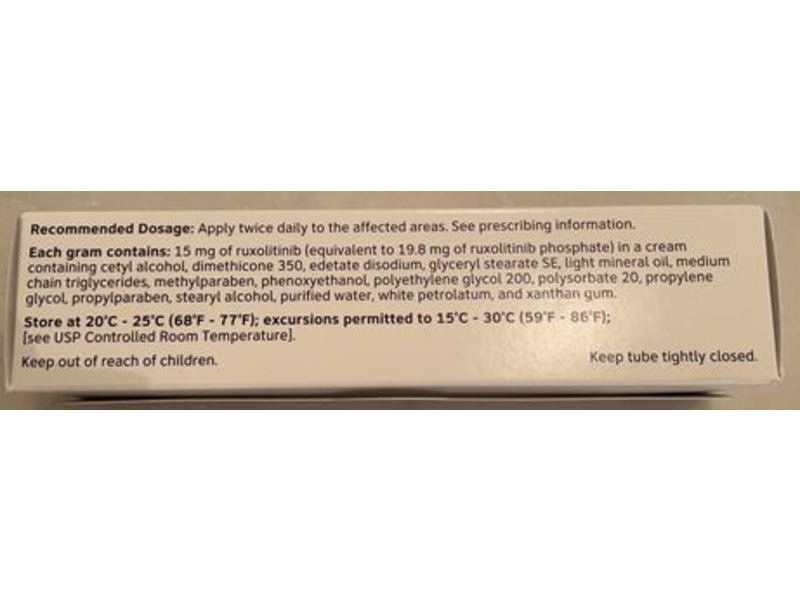 Recommended Dosage: Apply twice daily to the affected areas. See prescribing information.
Each gram contains: 15 mg of ruxolitinib (equivalent to 19.8 mg of ruxolitinib phosphate) in a cream
containing cetyl alcohol, dimethicone 350, edetate disodium, glyceryl stearate SE, light mineral oil, medium
chain triglycerides, methylparaben, phenoxyethanol, polyethylene glycol 200, polysorbate 20, propylene
glycol, propylparaben, stearyl alcohol, purified water, white petrolatum, and xanthan gum.
Store at 20°C - 25°C (68°F - 77°F); excursions permitted to 15°C - 30°C (59°F - 86°F);
[see USP Controlled Room Temperature].
Keep out of reach of children.
Keep tube tightly closed.